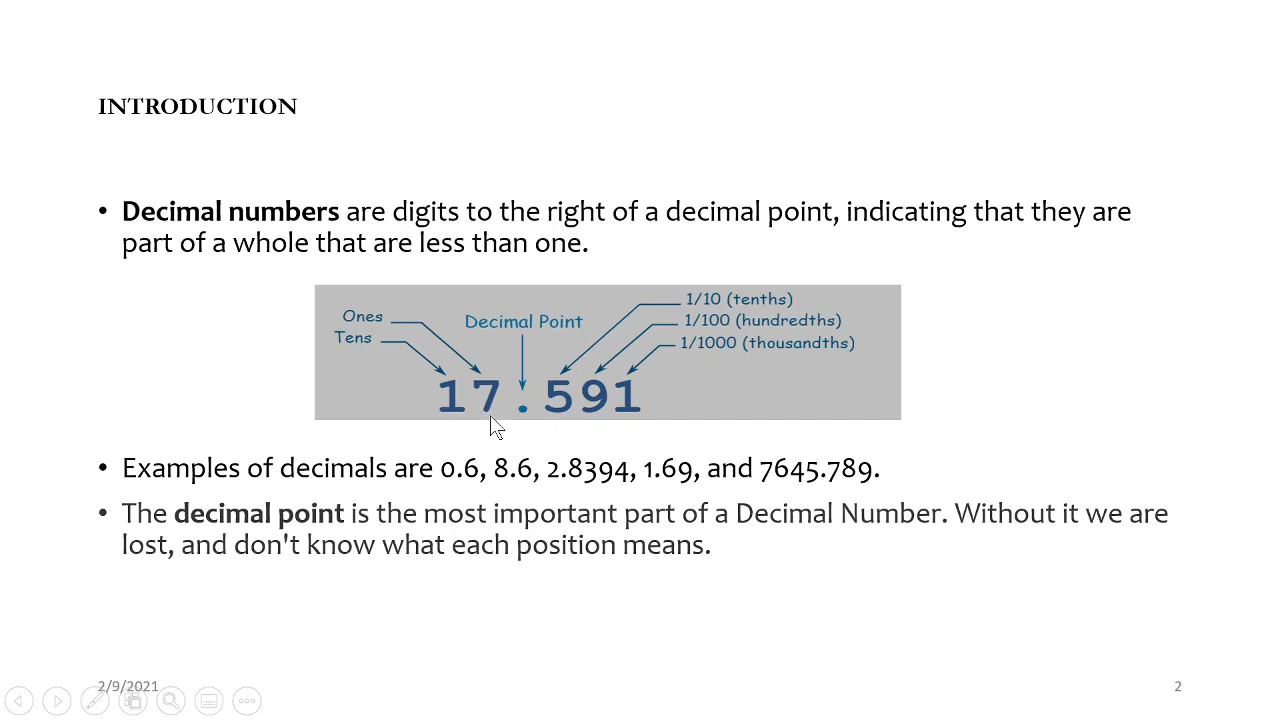 INTRODUCTION
• Decimal numbers are digits to the right of a decimal point, indicating that they are
part of a whole that are less than one.
1/10 (tenths)
Ones
Decimal Point
1/100 (hundredths)
Tens
1/1000 (thousandths)
17.591
• Examples of decimals are 0.6, 8.6, 2.8394, 1.69, and 7645.789.
• The decimal point is the most important part of a Decimal Number. Without it we are
lost, and don't know what each position means.
2/9/2021
2